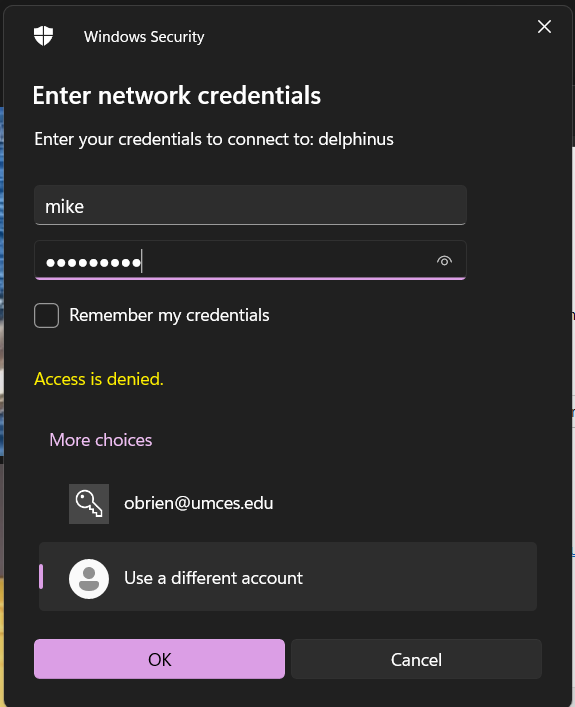 Windows Security
Enter network credentials
Enter your credentials to connect to: delphinus
mike
●●●●●●●●●
Remember my credentials
Access is denied.
More choices
obrien@umces.edu
Use a different account
OK
Cancel